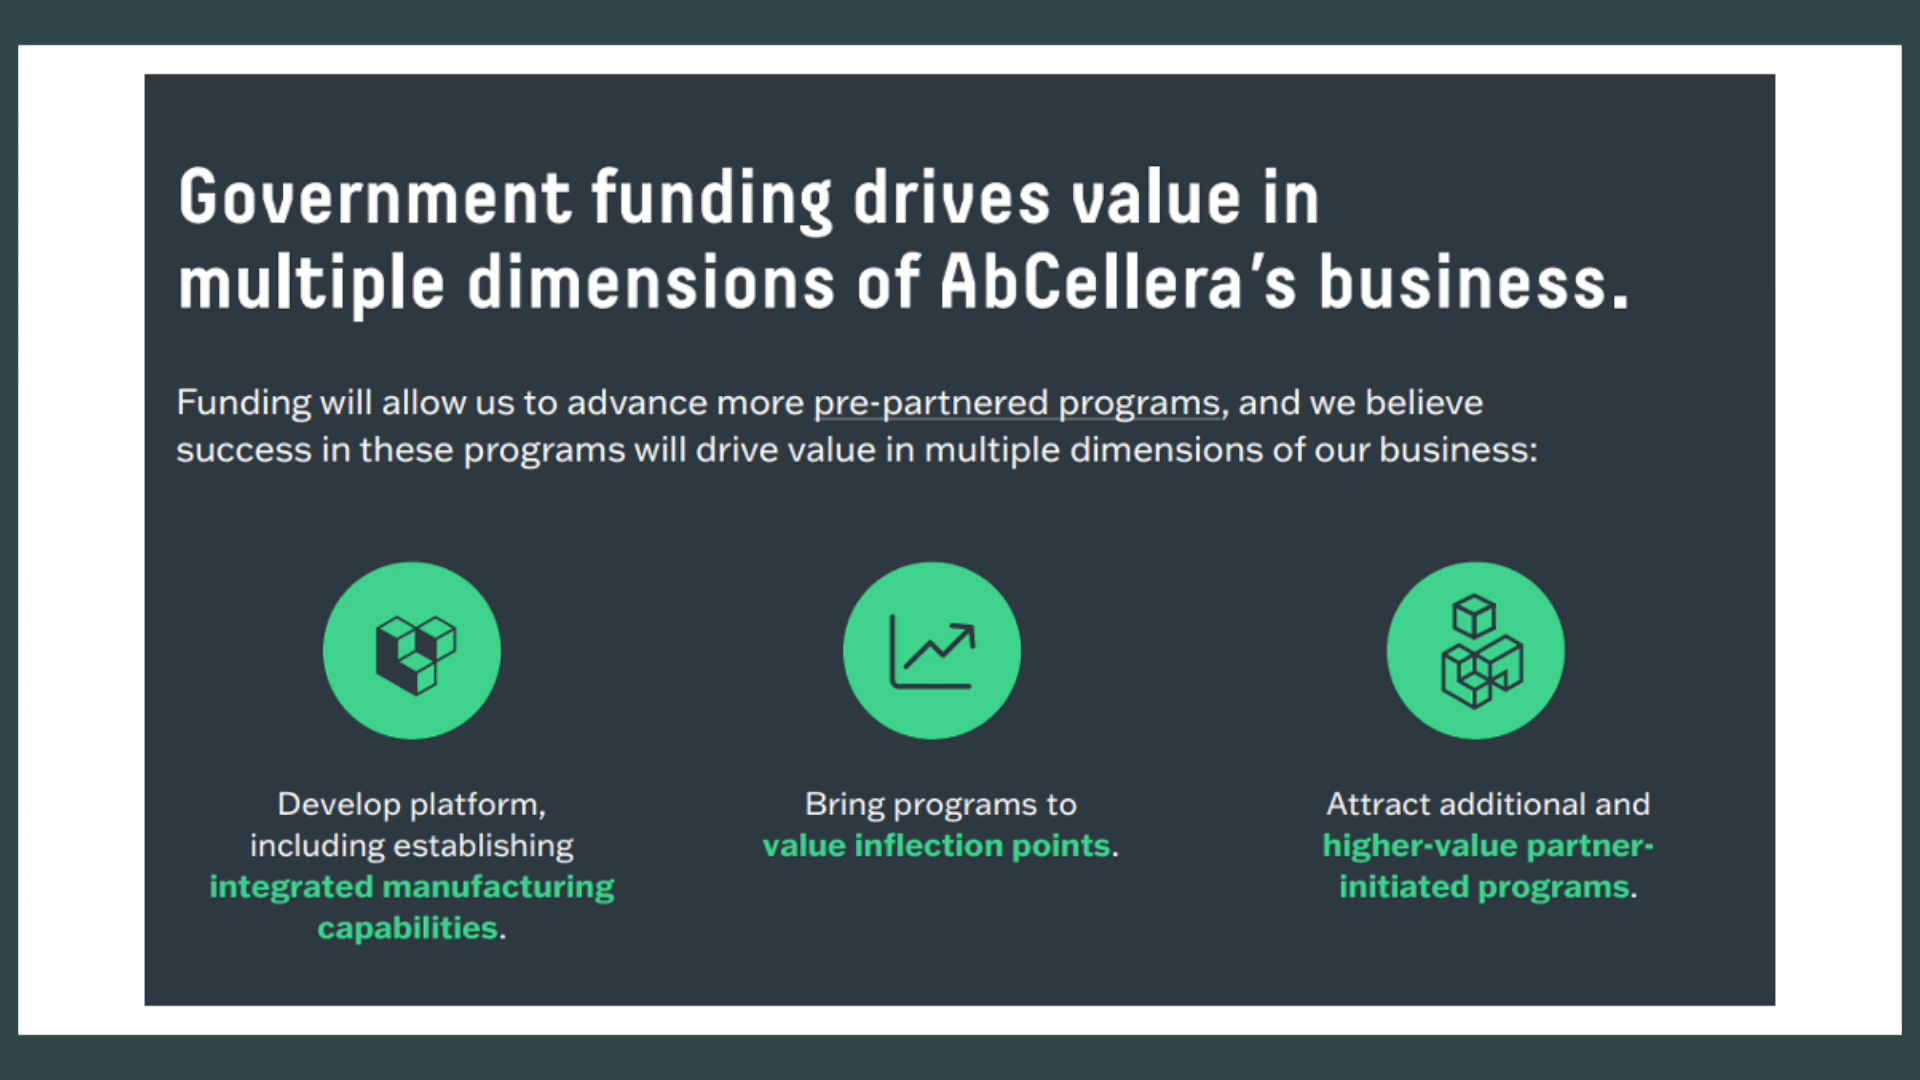 Government funding drives value in
multiple dimensions of AbCellera’s business.
Funding will allow us to advance more pre-partnered programs, and we believe
success in these programs will drive value in multiple dimensions of our business:
Develop platform,
including establishing
integrated manufacturing
capabilities.
Bring programs to
value inflection points.
Attract additional and
higher-value partner-
initiated programs.